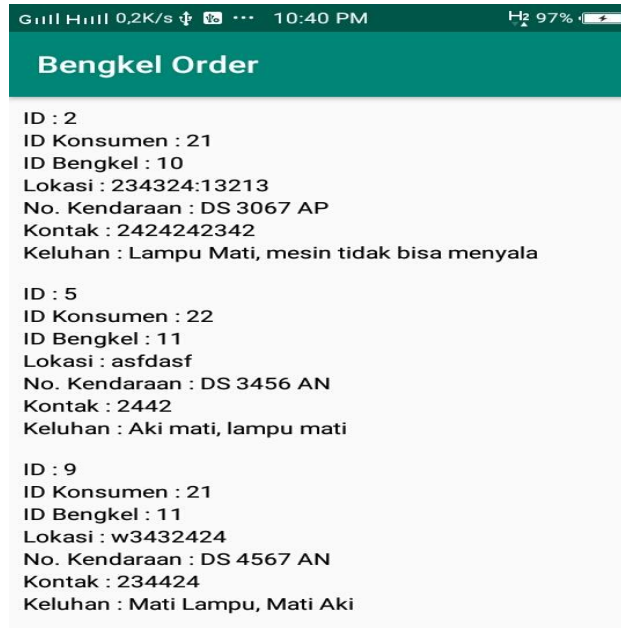 0,2K/s ... 10:40 PM H2 97%
Bengkel Order
ID : 2
ID Konsumen : 21
ID Bengkel : 10
Lokasi : 234324:13213
No. Kendaraan : DS 3067 AP
Kontak : 2424242342
Keluhan : Lampu Mati, mesin tidak bisa menyala
ID : 5
ID Konsumen : 22
ID Bengkel : 11
Lokasi : asfdasf
No. Kendaraan : DS 3456 AN
Kontak : 2442
Keluhan : Aki mati, lampu mati
ID : 9
ID Konsumen : 21
ID Bengkel : 11
Lokasi : w3432424
No. Kendaraan : DS 4567 AN
Kontak : 234424
Keluhan : Mati Lampu, Mati Aki